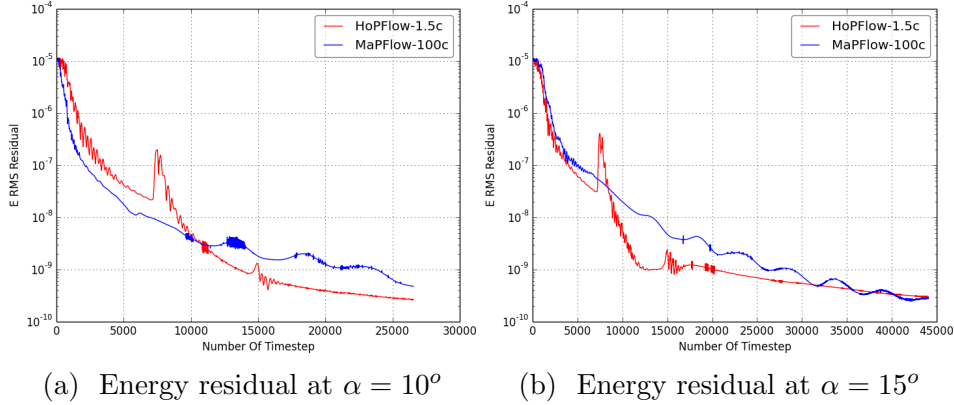 10^{-4}
10^{-5}
10^{-6}
10^{-7}
10^{-8}
10^{-9}
10^{-10}
E RMS Residual
HoPFlow-1.5c
MaPFlow-100c
0 5000 10000 15000 20000 25000 30000
Number Of Timestep
(a) Energy residual at α = 10^o
10^{-4}
10^{-5}
10^{-6}
10^{-7}
10^{-8}
10^{-9}
10^{-10}
E RMS Residual
HoPFlow-1.5c
MaPFlow-100c
0 5000 10000 15000 20000 25000 30000 35000 40000 45000
Number Of Timestep
(b) Energy residual at α = 15^o